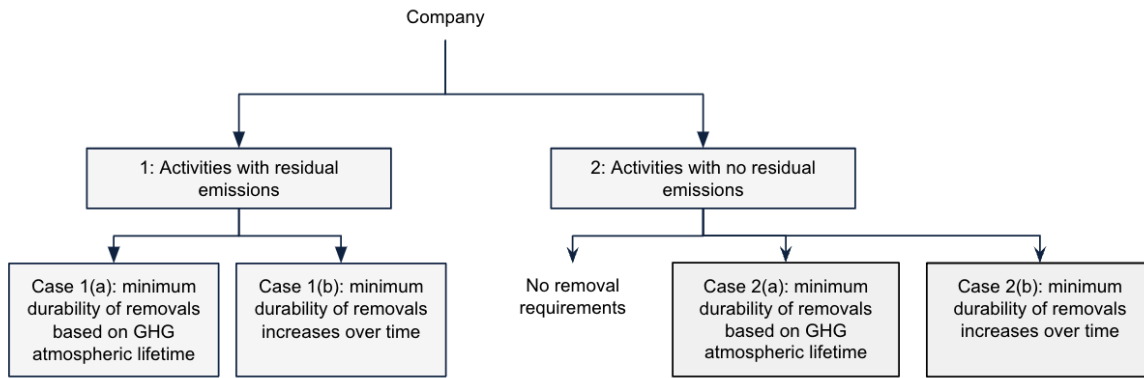 Company
1: Activities with residual
emissions
2: Activities with no residual
emissions
Case 1(a): minimum
durability of removals
based on GHG
atmospheric lifetime
Case 1(b): minimum
durability of removals
increases over time
No removal
requirements
Case 2(a): minimum
durability of removals
based on GHG
atmospheric lifetime
Case 2(b): minimum
durability of removals
increases over time